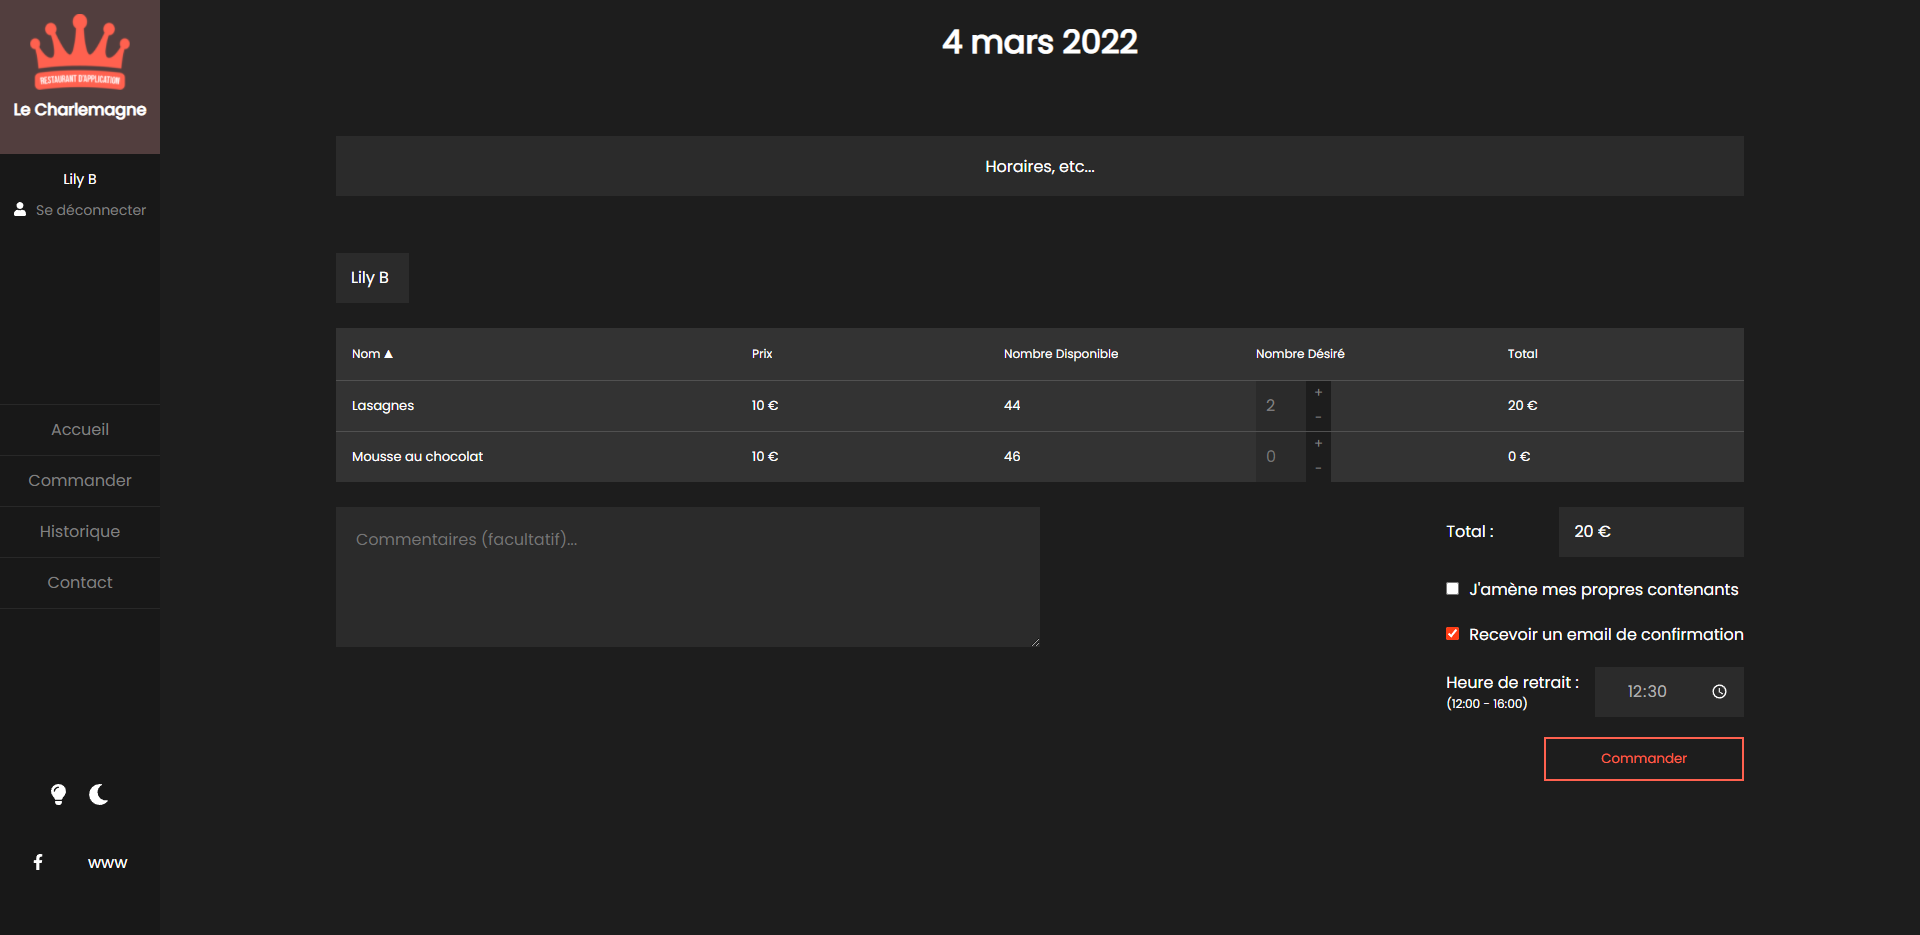 RESTAURANT D'APPLICATION
Le Charlemagne
Lily B
Se déconnecter
Accueil
Commander
Historique
Contact
www
4 mars 2022
Horaires, etc...
Lily B
Nom ▲ Prix Nombre Disponible Nombre Désiré Total
Lasagnes 10 € 44 2 + - 20 €
Mousse au chocolat 10 € 46 0 + - 0 €
Commentaires (facultatif)...
Total : 20 €
J'amène mes propres contenants
Recevoir un email de confirmation
Heure de retrait : 12:30
(12:00 - 16:00)
Commander